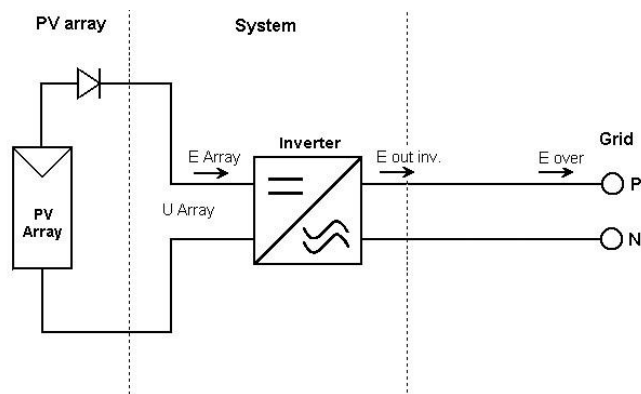 PV array
System
Grid
Inverter
E Array
E out inv.
E over
U Array
PV
Array
P
N